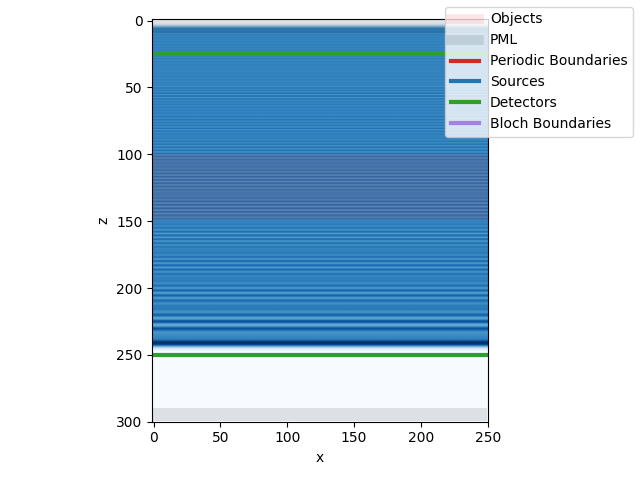 Objects
PML
Periodic Boundaries
Sources
Detectors
Bloch Boundaries
0
50
100
150
200
250
300
z
0 50 100 150 200 250
x